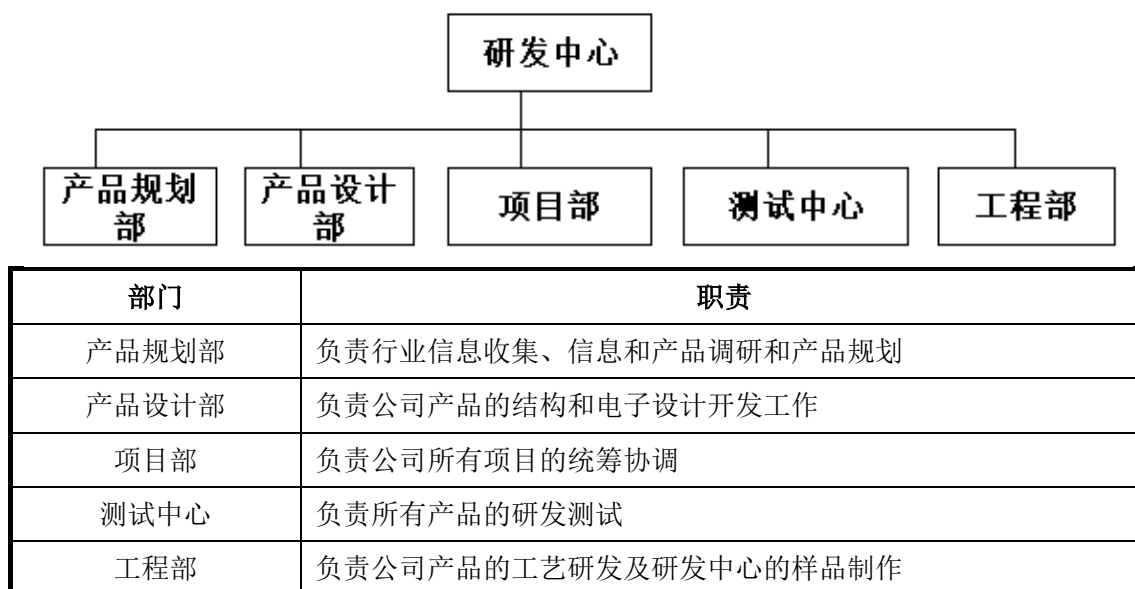 研发中心
产品规划
部
产品设计
部
项目部
测试中心
工程部
部门 职责
产品规划部 负责行业信息收集、信息和产品调研和产品规划
产品设计部 负责公司产品的结构和电子设计开发工作
项目部 负责公司所有项目的统筹协调
测试中心 负责所有产品的研发测试
工程部 负责公司产品的工艺研发及研发中心的样品制作